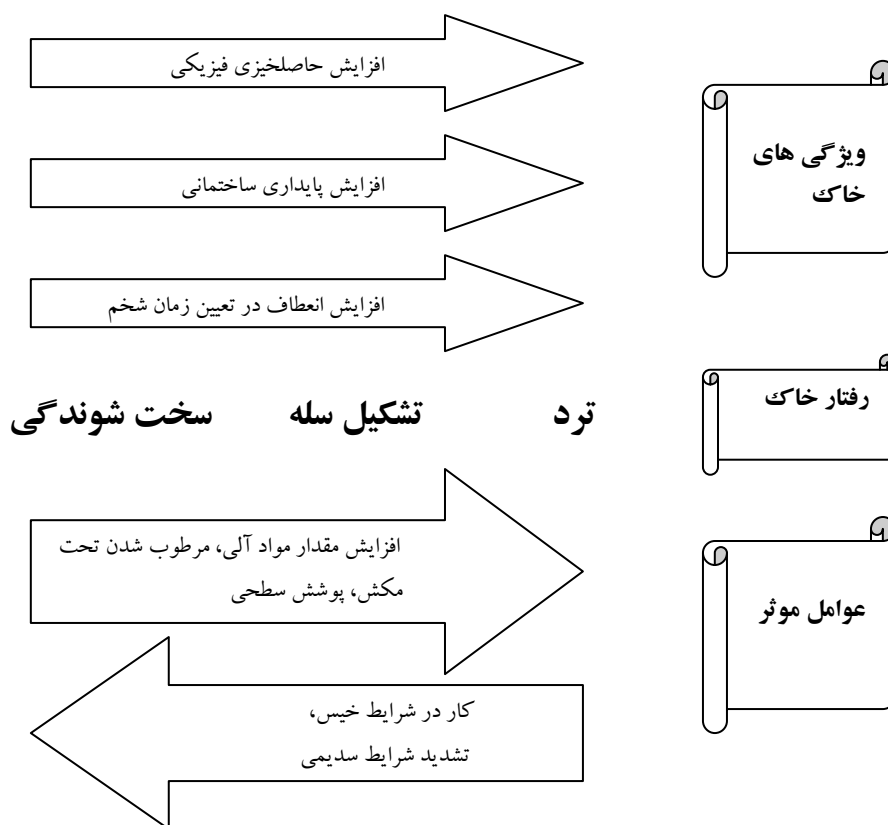 افزایش حاصلخیزی فیزیکی
افزایش پایداری ساختمانی
افزایش انعطاف در تعیین زمان شخم
ویژگی های
خاک
ترد تشکیل سله سخت شوندگی
رفتار خاک
افزایش مقدار مواد آلی، مرطوب شدن تحت
مکش، پوشش سطحی
عوامل موثر
کار در شرایط خیس،
تشدید شرایط سدیمی